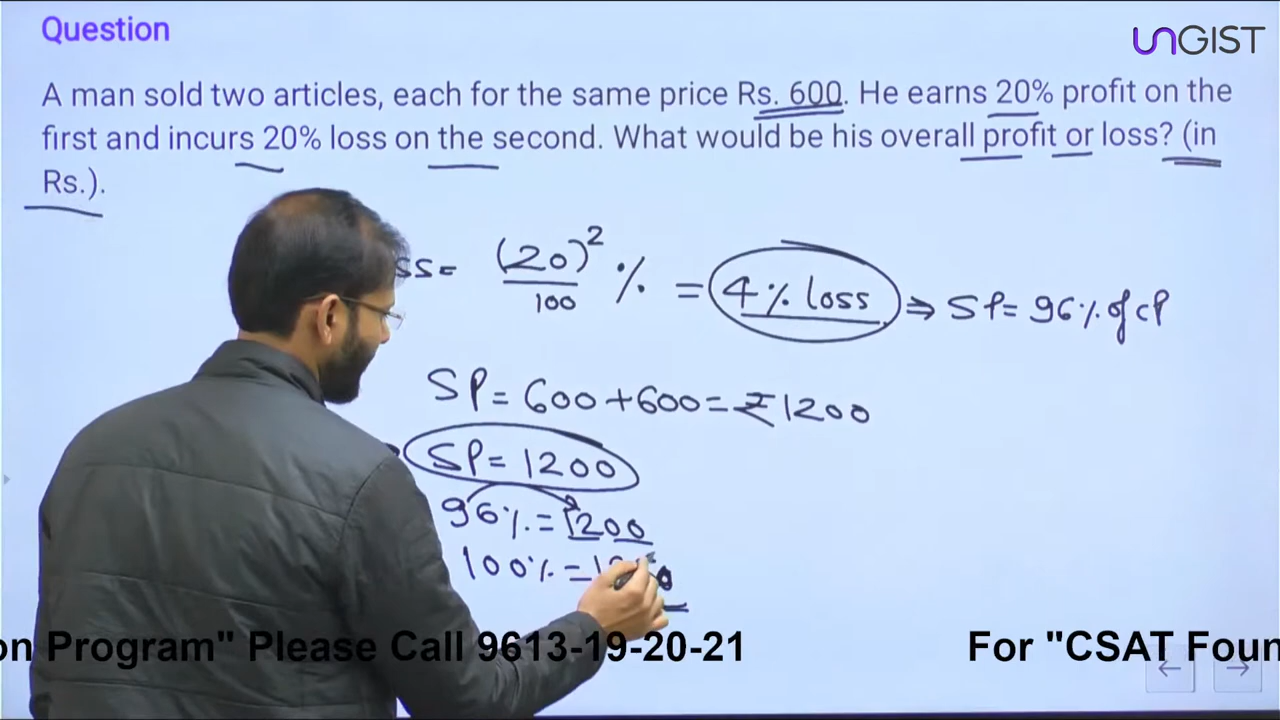 Question
UNGIST
A man sold two articles, each for the same price Rs. 600. He earns 20% profit on the
first and incurs 20% loss on the second. What would be his overall profit or loss? (in
Rs.).
ss = (20)²/100 % = 4% loss ⇒ SP = 96% of CP
SP = 600 + 600 = ₹1200
SP = 1200
96% = 1200
100% =
on Program" Please Call 9613-19-20-21 For "CSAT Foun